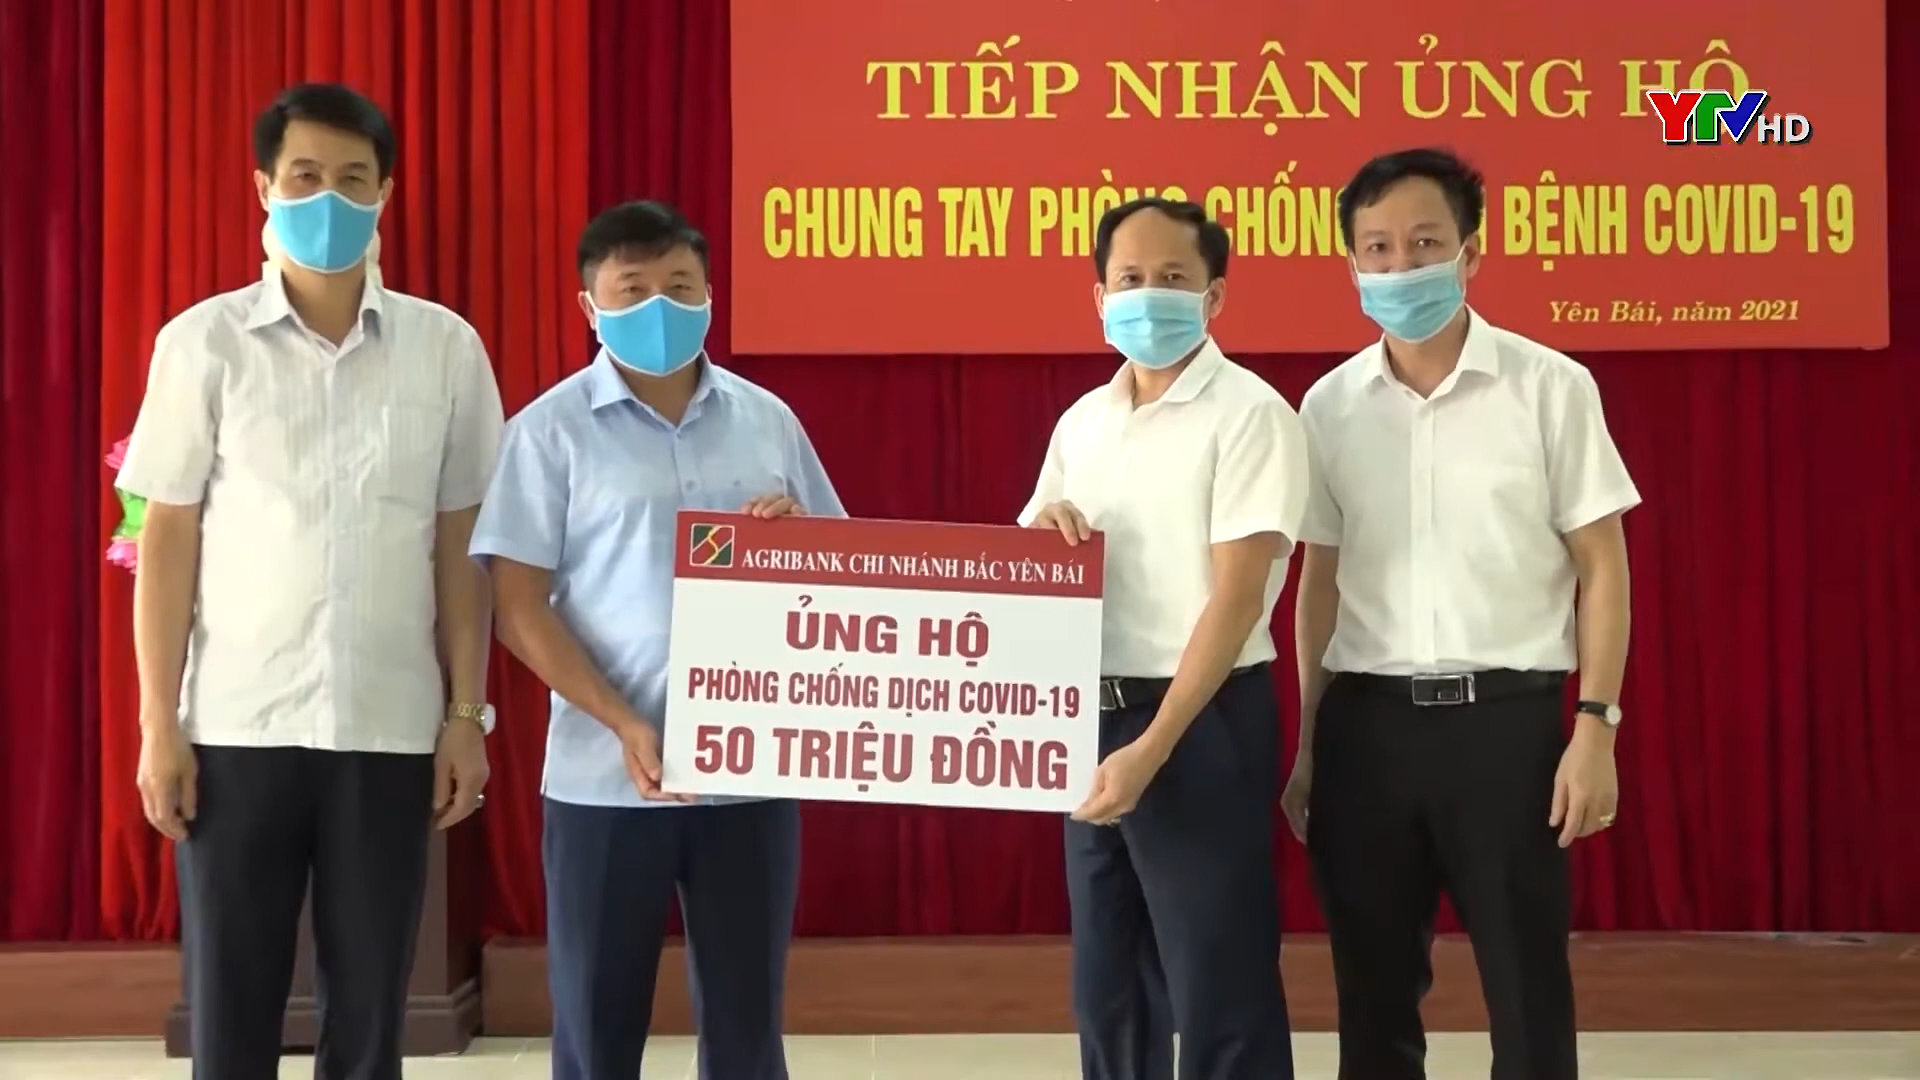 TIẾP NHẬN ỦNG HỘ
YTV HD
CHUNG TAY PHÒNG CHỐNG BỆNH COVID-19
Yên Bái, năm 2021
AGRIBANK CHI NHÁNH BẮC YÊN BÁI
ỦNG HỘ
PHÒNG CHỐNG DỊCH COVID-19
50 TRIỆU ĐỒNG